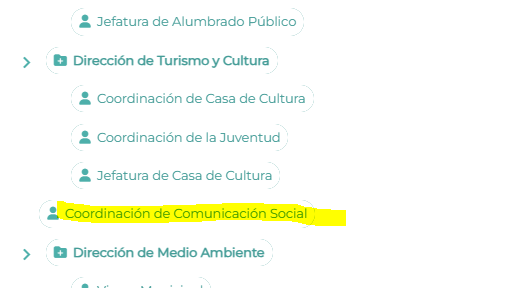 Jefatura de Alumbrado Público
Dirección de Turismo y Cultura
Coordinación de Casa de Cultura
Coordinación de la Juventud
Jefatura de Casa de Cultura
Coordinación de Comunicación Social
Dirección de Medio Ambiente